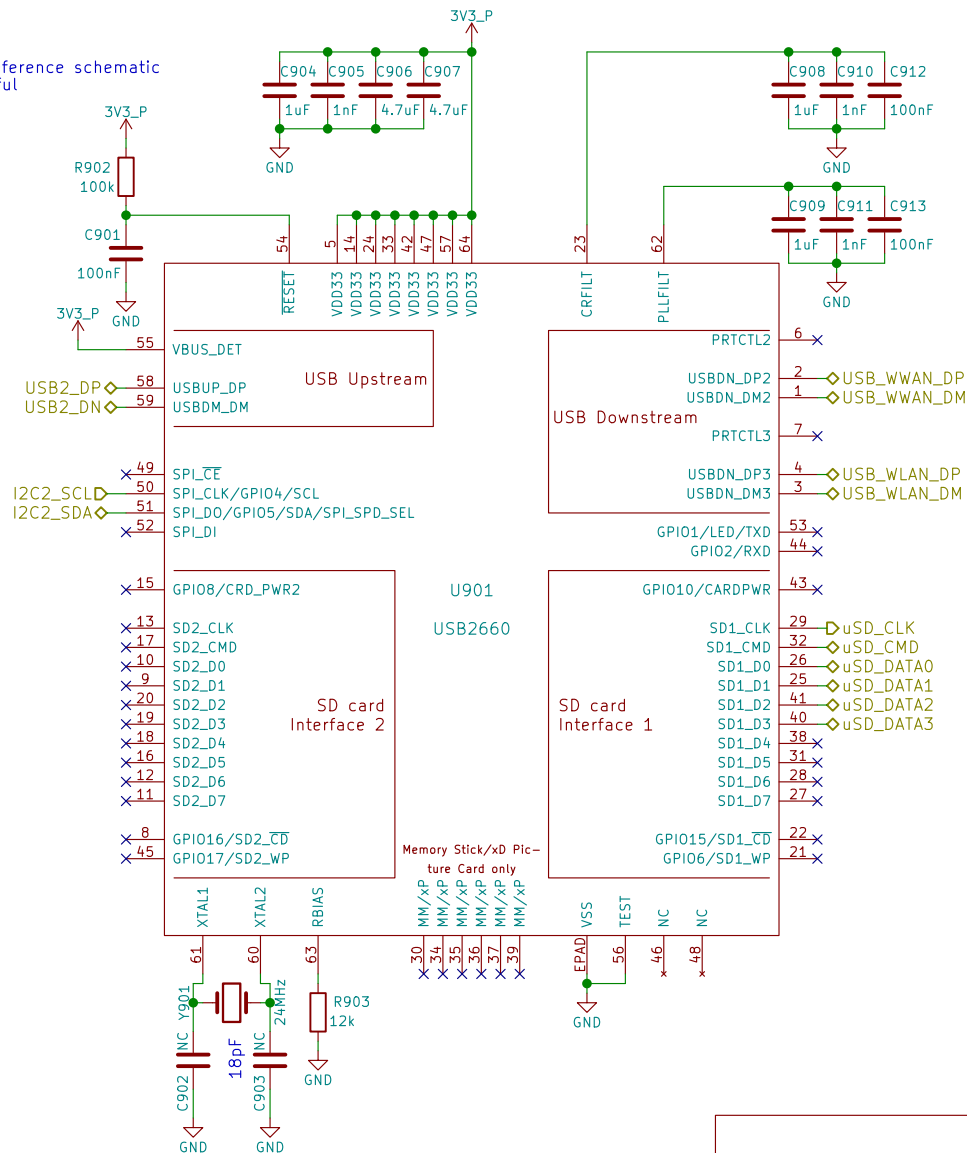 3V3_P
ference schematic
ful
C904 C905 C906 C907
1uF 1nF 4.7uF 4.7uF
GND
C908 C910 C912
1uF 1nF 100nF
GND
3V3_P
R902
100k
C901
100nF
GND
C909 C911 C913
1uF 1nF 100nF
GND
54 5 14 24 33 42 47 57 64 23 62
RESET VDD33 VDD33 VDD33 VDD33 VDD33 VDD33 VDD33 VDD33 CRFILT PLLFILT
3V3_P
55 VBUS_DET
USB2_DP 58 USBUP_DP
USB2_DN 59 USBDM_DM
USB Upstream
USB Downstream
PRTCTL2 6
USBDN_DP2 2 USB_WWAN_DP
USBDN_DM2 1 USB_WWAN_DM
PRTCTL3 7
USBDN_DP3 4 USB_WLAN_DP
USBDN_DM3 3 USB_WLAN_DM
49 SPI_CE
I2C2_SCL 50 SPI_CLK/GPIO4/SCL
I2C2_SDA 51 SPI_DO/GPIO5/SDA/SPI_SPD_SEL
52 SPI_DI
GPIO1/LED/TXD 53
GPIO2/RXD 44
15 GPIO8/CRD_PWR2
U901
USB2660
GPIO10/CARDPWR 43
13 SD2_CLK
17 SD2_CMD
10 SD2_D0
9 SD2_D1
20 SD2_D2
19 SD2_D3
18 SD2_D4
16 SD2_D5
12 SD2_D6
11 SD2_D7
SD card
Interface 2
8 GPIO16/SD2_CD
45 GPIO17/SD2_WP
SD card
Interface 1
SD1_CLK 29 uSD_CLK
SD1_CMD 32 uSD_CMD
SD1_D0 26 uSD_DATA0
SD1_D1 25 uSD_DATA1
SD1_D2 41 uSD_DATA2
SD1_D3 40 uSD_DATA3
SD1_D4 38
SD1_D5 31
SD1_D6 28
SD1_D7 27
GPIO15/SD1_CD 22
GPIO6/SD1_WP 21
Memory Stick/xD Pic-
ture Card only
XTAL1 XTAL2 RBIAS MM/xP MM/xP MM/xP MM/xP MM/xP MM/xP VSS TEST NC NC
61 60 63 30 34 35 36 37 39 EPAD 56 46 48
Y901
24MHz
18pF
NC
C902
NC
C903
GND
GND
R903
12k
GND
GND